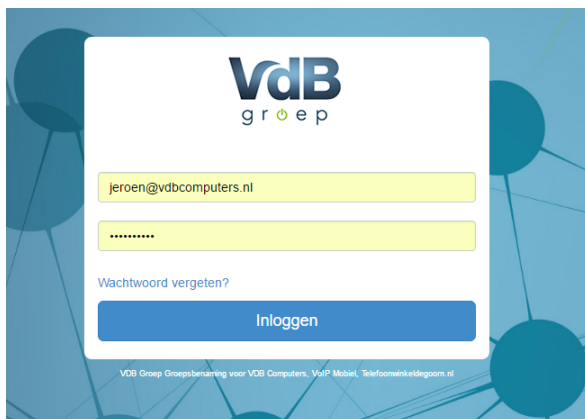 VdB
groep
jeroen@vdbcomputers.nl
••••••••••
Wachtwoord vergeten?
Inloggen
VDB Groep Groepsbenaming voor VDB Computers, VoIP Mobiel, Telefoonwinkeldegoorn.nl